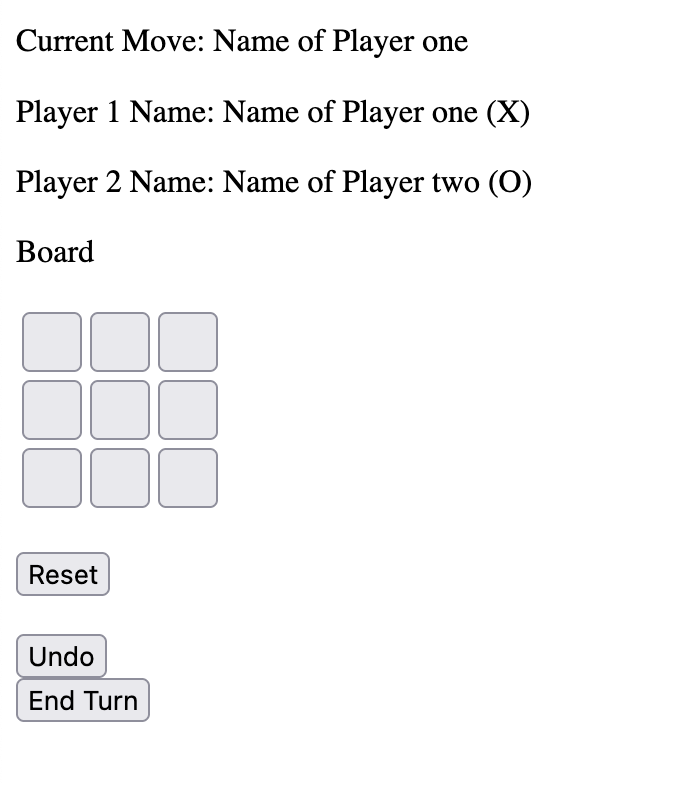 Current Move: Name of Player one
Player 1 Name: Name of Player one (X)
Player 2 Name: Name of Player two (O)
Board
Reset
Undo
End Turn